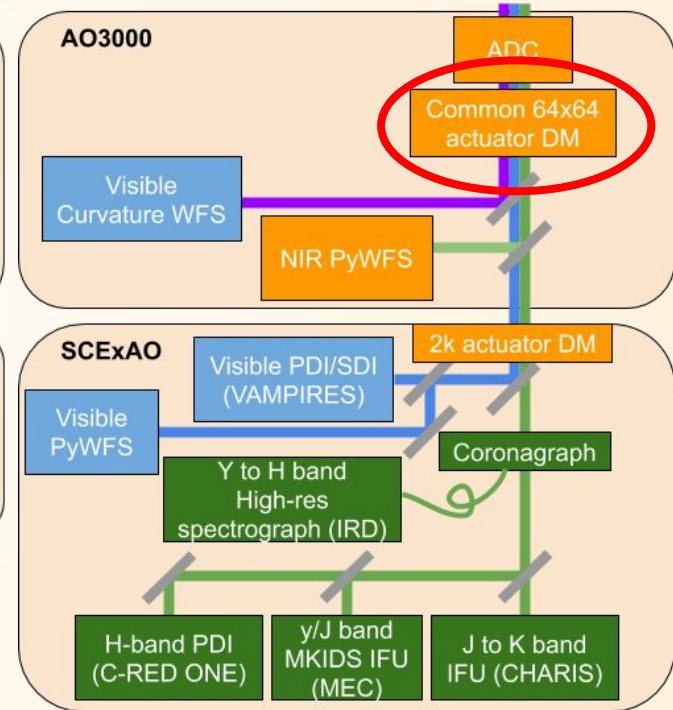 AO3000
ADC
Common 64x64
actuator DM
Visible
Curvature WFS
NIR PyWFS
SCExAO
2k actuator DM
Visible PDI/SDI
(VAMPIRES)
Visible
PyWFS
Coronagraph
Y to H band
High-res
spectrograph (IRD)
H-band PDI
(C-RED ONE)
y/J band
MKIDS IFU
(MEC)
J to K band
IFU (CHARIS)